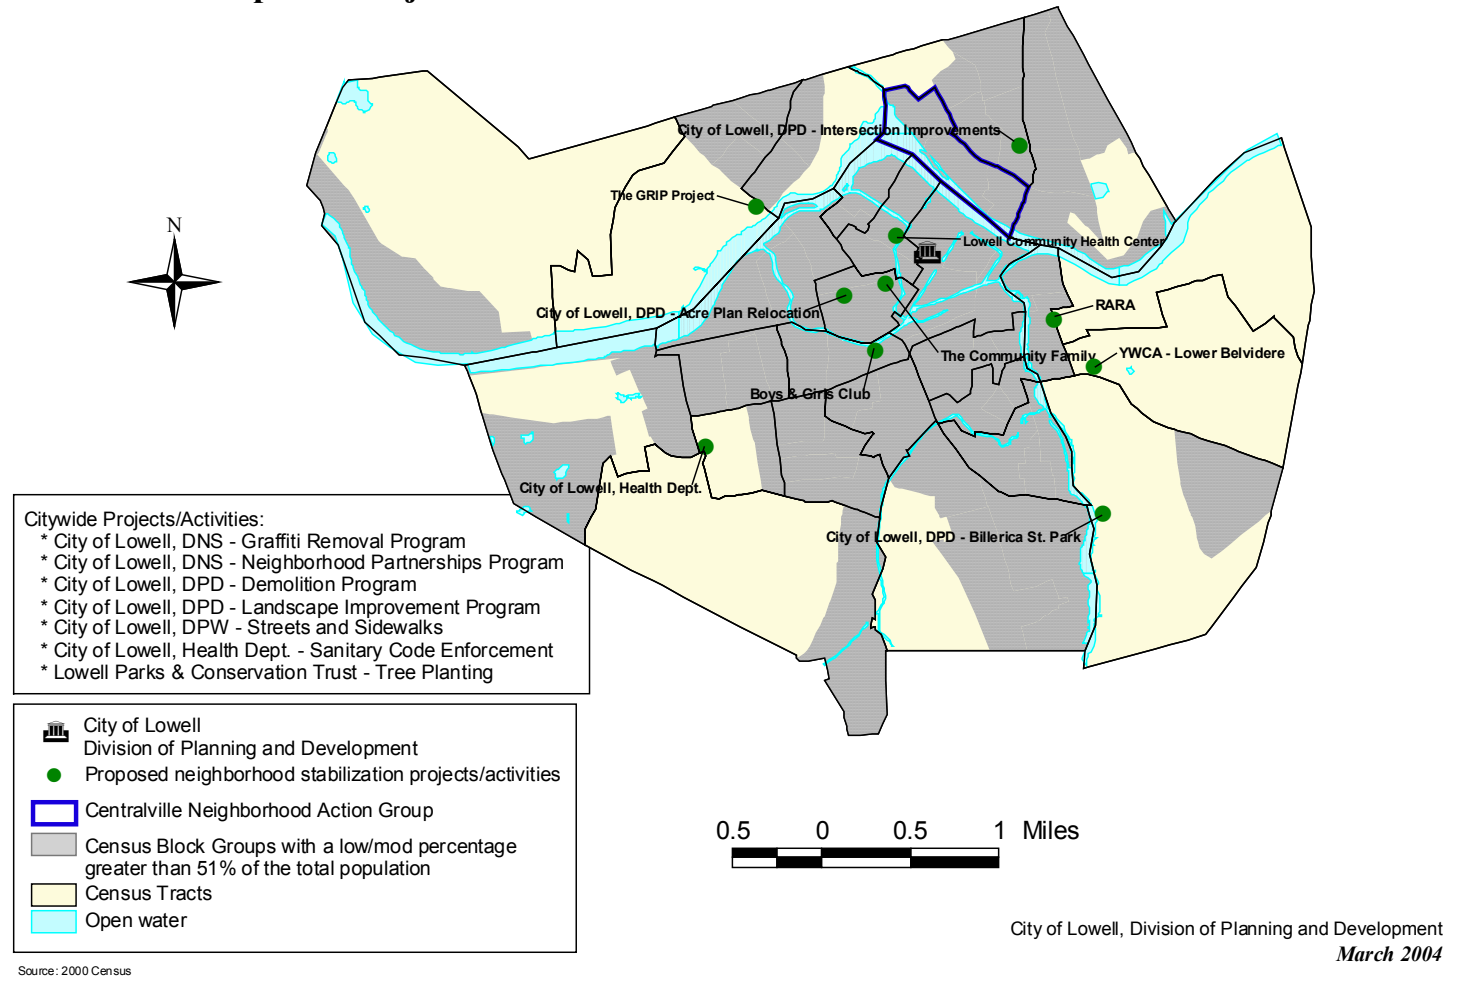 City of Lowell, DPD - Intersection Improvements
The GRIP Project
N
Lowell Community Health Center
RARA
City of Lowell, DPD - Acre Plan Relocation
The Community Family
YWCA - Lower Belvidere
Boys & Girls Club
City of Lowell, Health Dept.
City of Lowell, DPD - Billerica St. Park
Citywide Projects/Activities:
* City of Lowell, DNS - Graffiti Removal Program
* City of Lowell, DNS - Neighborhood Partnerships Program
* City of Lowell, DPD - Demolition Program
* City of Lowell, DPD - Landscape Improvement Program
* City of Lowell, DPW - Streets and Sidewalks
* City of Lowell, Health Dept. - Sanitary Code Enforcement
* Lowell Parks & Conservation Trust - Tree Planting
City of Lowell
Division of Planning and Development
Proposed neighborhood stabilization projects/activities
Centralville Neighborhood Action Group
Census Block Groups with a low/mod percentage
greater than 51% of the total population
Census Tracts
Open water
0.5 0 0.5 1 Miles
City of Lowell, Division of Planning and Development
March 2004
Source: 2000 Census